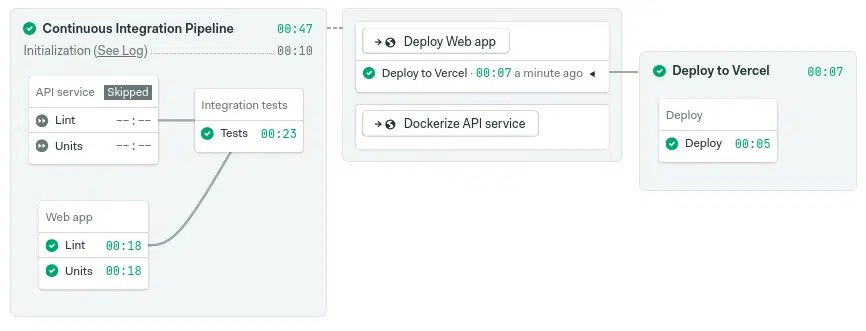 Continuous Integration Pipeline 00:47
Initialization (See Log) 00:10
API service Skipped
Lint --:--
Units --:--
Integration tests
Tests 00:23
Web app
Lint 00:18
Units 00:18
Deploy Web app
Deploy to Vercel · 00:07 a minute ago
Dockerize API service
Deploy to Vercel 00:07
Deploy
Deploy 00:05